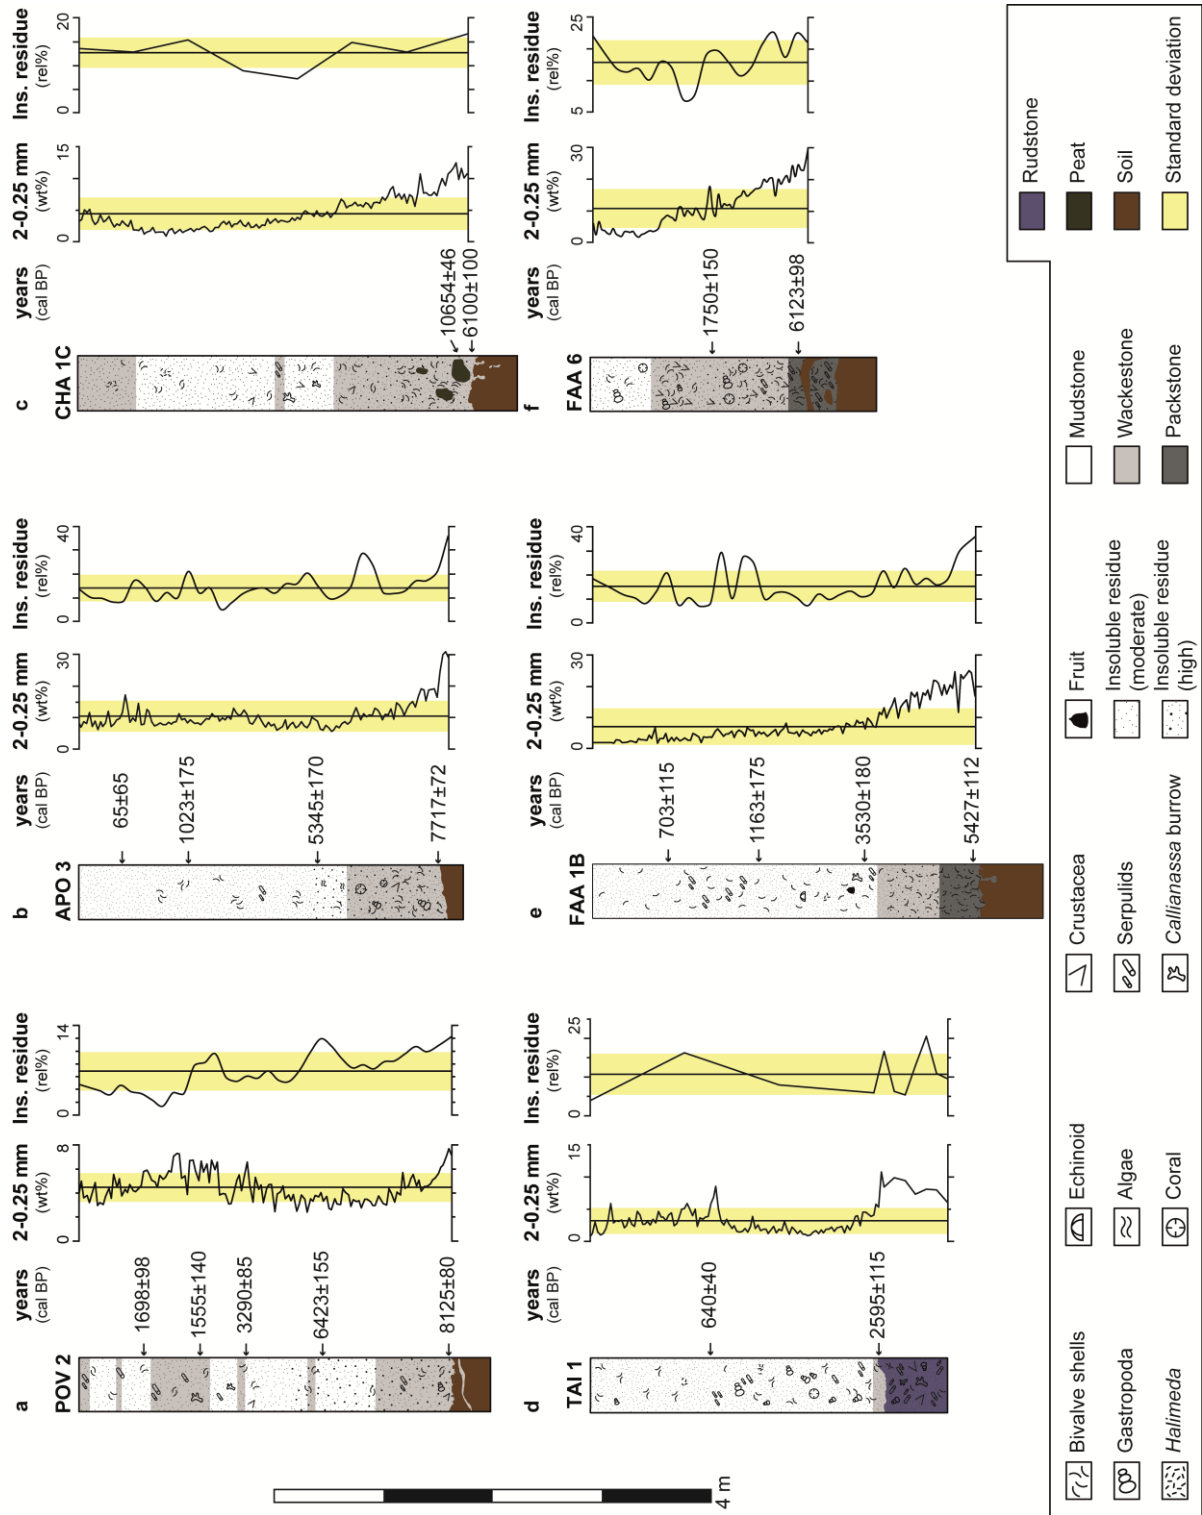 a
POV 2
years
(cal BP)
2-0.25 mm
(wt%)
Ins. residue
(rel%)
0
8
0
14
1698±98
1555±140
3290±85
6423±155
8125±80
b
APO 3
years
(cal BP)
2-0.25 mm
(wt%)
Ins. residue
(rel%)
0
30
0
40
65±65
1023±175
5345±170
7717±72
c
CHA 1C
years
(cal BP)
2-0.25 mm
(wt%)
Ins. residue
(rel%)
0
15
0
20
10654±46
6100±100
d
TAI 1
years
(cal BP)
2-0.25 mm
(wt%)
Ins. residue
(rel%)
0
15
0
25
640±40
2595±115
e
FAA 1B
years
(cal BP)
2-0.25 mm
(wt%)
Ins. residue
(rel%)
0
30
0
40
703±115
1163±175
3530±180
5427±112
f
FAA 6
years
(cal BP)
2-0.25 mm
(wt%)
Ins. residue
(rel%)
0
30
5
25
1750±150
6123±98
4 m
Bivalve shells
Gastropoda
Halimeda
Echinoid
Algae
Coral
Crustacea
Serpulids
Callianassa burrow
Fruit
Insoluble residue
(moderate)
Insoluble residue
(high)
Mudstone
Wackestone
Packstone
Rudstone
Peat
Soil
Standard deviation